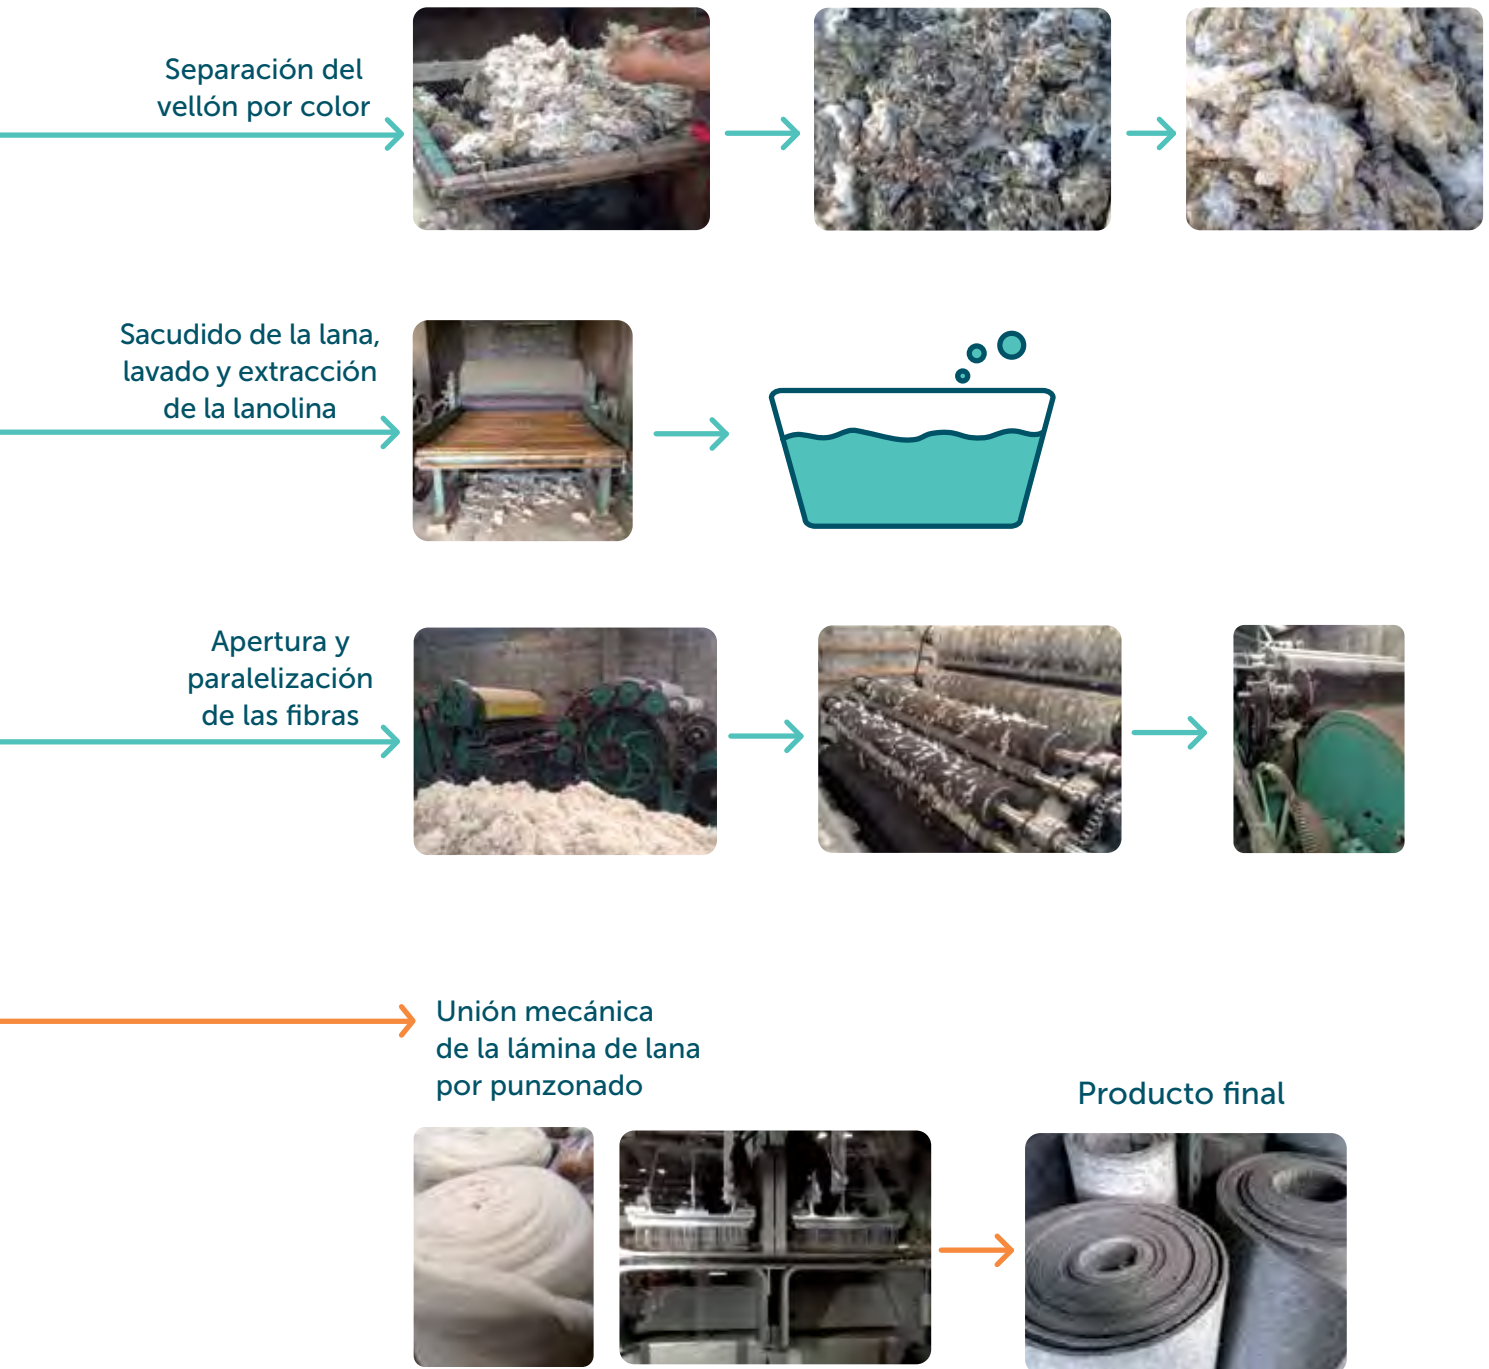 Separación del
vellón por color
Sacudido de la lana,
lavado y extracción
de la lanolina
Apertura y
paralelización
de las fibras
Unión mecánica
de la lámina de lana
por punzonado
Producto final